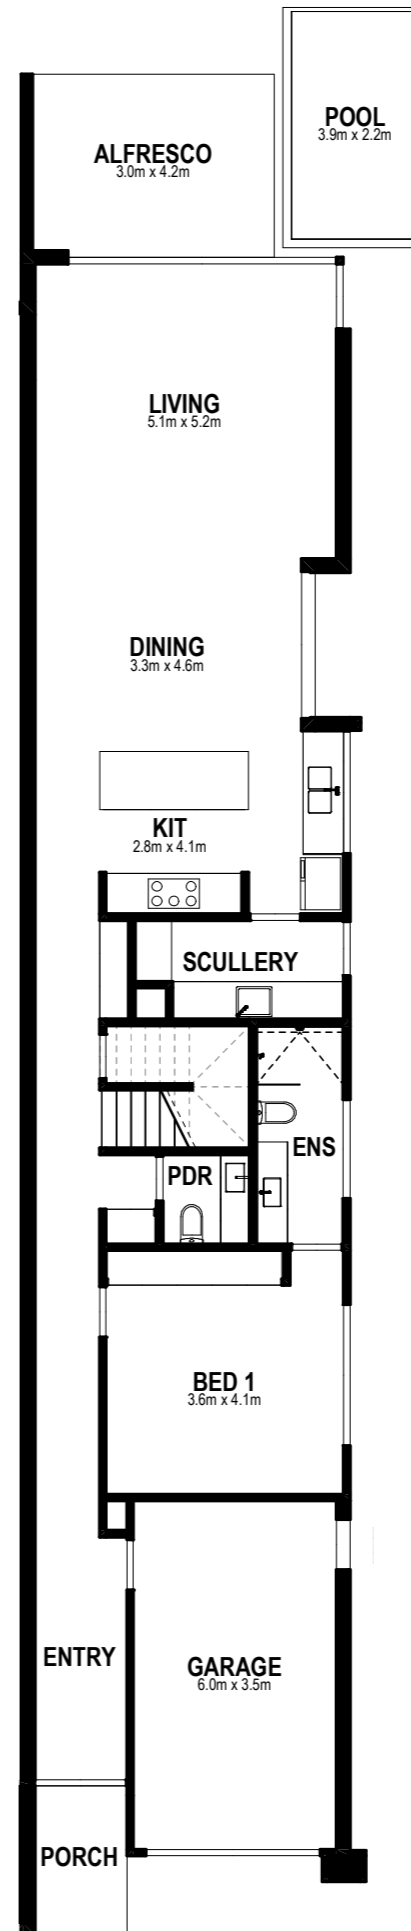 POOL
3.9m x 2.2m
ALFRESCO
3.0m x 4.2m
LIVING
5.1m x 5.2m
DINING
3.3m x 4.6m
KIT
2.8m x 4.1m
SCULLERY
ENS
PDR
BED 1
3.6m x 4.1m
ENTRY
GARAGE
6.0m x 3.5m
PORCH